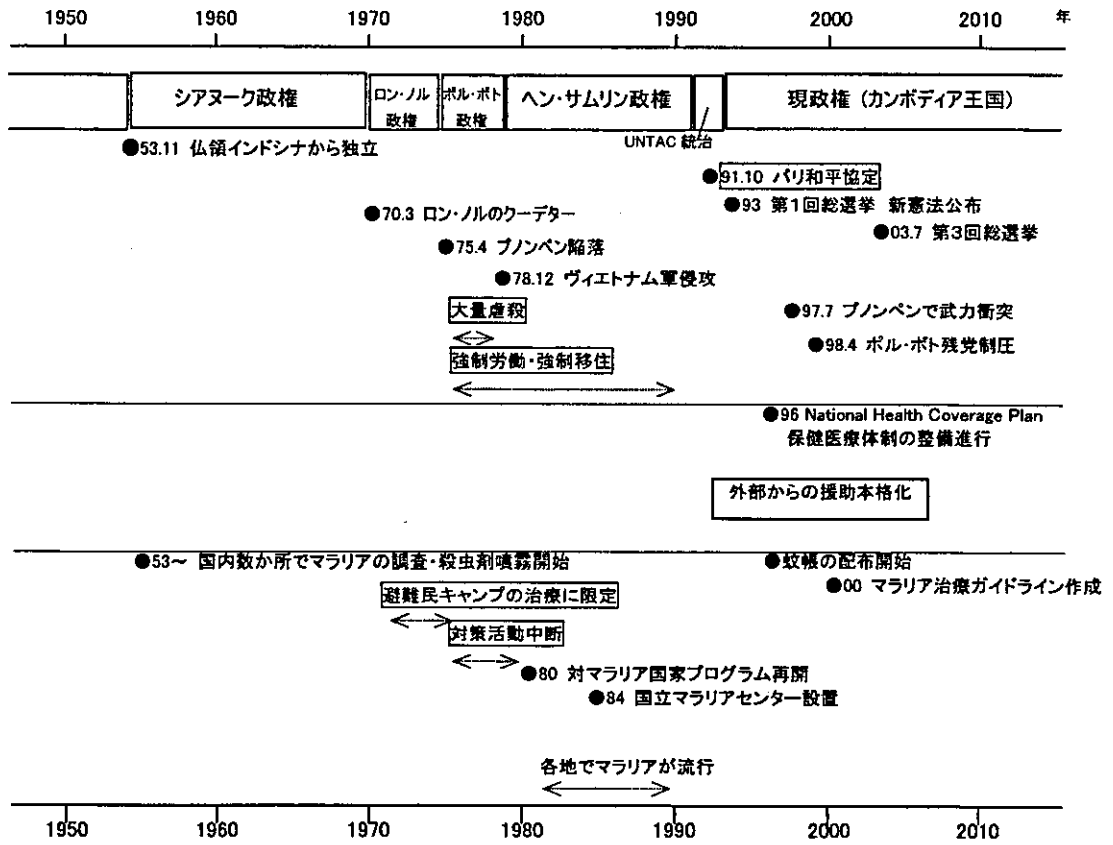 1950 1960 1970 1980 1990 2000 2010 年
シアヌーク政権
ロン・ノル
政権
ポル・ポト
政権
ヘン・サムリン政権
現政権（カンボディア王国）
UNTAC 統治
●53.11 仏領インドシナから独立
●91.10 パリ和平協定
●93 第1回総選挙 新憲法公布
●70.3 ロン・ノルのクーデター
●03.7 第3回総選挙
●75.4 プノンペン陥落
●78.12 ヴィエトナム軍侵攻
大量虐殺
●97.7 プノンペンで武力衝突
●98.4 ポル・ポト残党制圧
強制労働・強制移住
●96 National Health Coverage Plan
保健医療体制の整備進行
外部からの援助本格化
●53～ 国内数か所でマラリアの調査・殺虫剤噴霧開始
●蚊帳の配布開始
●00 マラリア治療ガイドライン作成
避難民キャンプの治療に限定
対策活動中断
●80 対マラリア国家プログラム再開
●84 国立マラリアセンター設置
各地でマラリアが流行
1950 1960 1970 1980 1990 2000 2010